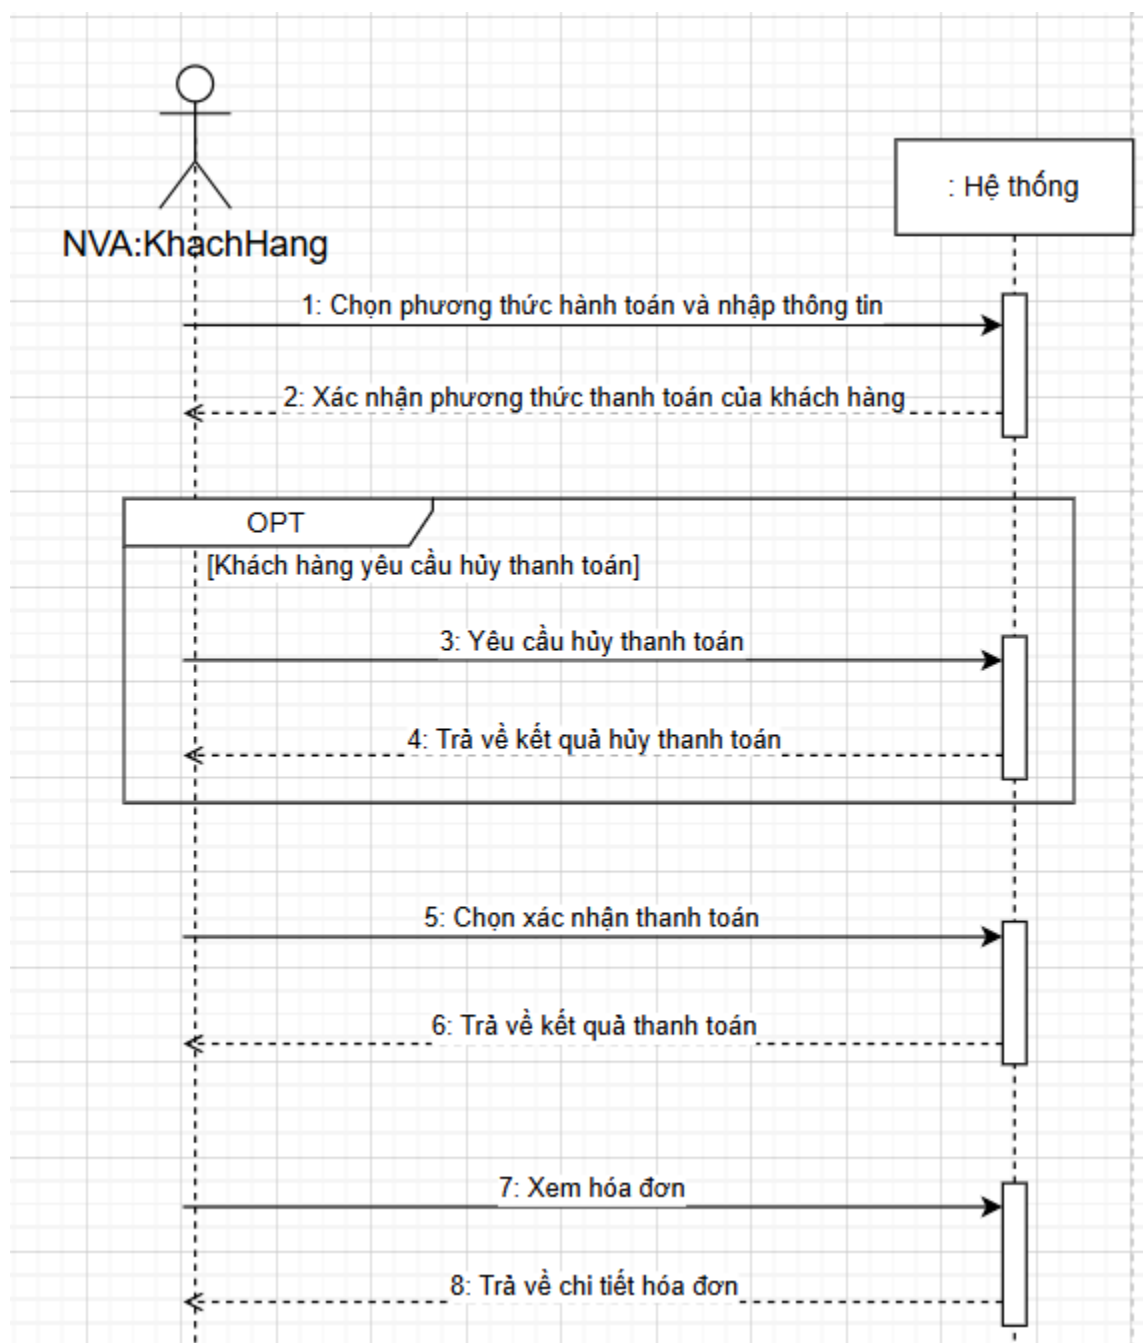 NVA:KhachHang
: Hệ thống
1: Chọn phương thức hành toán và nhập thông tin
2: Xác nhận phương thức thanh toán của khách hàng
OPT
[Khách hàng yêu cầu hủy thanh toán]
3: Yêu cầu hủy thanh toán
4: Trả về kết quả hủy thanh toán
5: Chọn xác nhận thanh toán
6: Trả về kết quả thanh toán
7: Xem hóa đơn
8: Trả về chi tiết hóa đơn